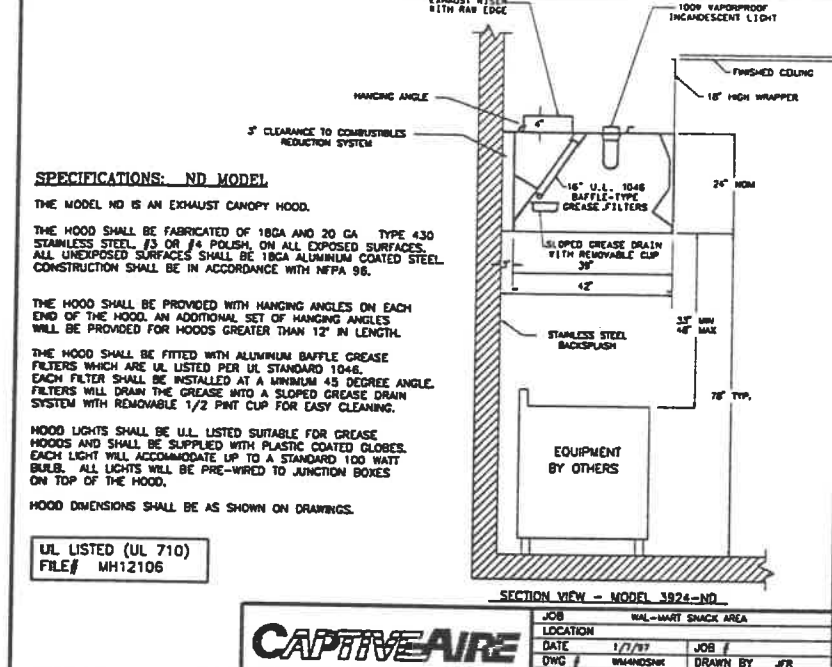 EXHAUST RISER
WITH RAW EDGE
100W VAPORPROOF
INCANDESCENT LIGHT
FINISHED CEILING
18" HIGH WRAPPER
HANGING ANGLE
4"
3" CLEARANCE TO COMBUSTIBLES
REDUCTION SYSTEM
16" U.L. 1046
BAFFLE-TYPE
GREASE FILTERS
24" NOM
SLOPED GREASE DRAIN
WITH REMOVABLE CUP
3"
39"
42"
STAINLESS STEEL
BACKSPLASH
MIN
48" MAX
78" TYP.
EQUIPMENT
BY OTHERS
SPECIFICATIONS: ND MODEL
THE MODEL ND IS AN EXHAUST CANOPY HOOD.
THE HOOD SHALL BE FABRICATED OF 18GA AND 20 GA TYPE 430
STAINLESS STEEL, #3 OR #4 POLISH, ON ALL EXPOSED SURFACES.
ALL UNEXPOSED SURFACES SHALL BE 18GA ALUMINUM COATED STEEL.
CONSTRUCTION SHALL BE IN ACCORDANCE WITH NFPA 96.
THE HOOD SHALL BE PROVIDED WITH HANGING ANGLES ON EACH
END OF THE HOOD. AN ADDITIONAL SET OF HANGING ANGLES
WILL BE PROVIDED FOR HOODS GREATER THAN 12' IN LENGTH.
THE HOOD SHALL BE FITTED WITH ALUMINUM BAFFLE GREASE
FILTERS WHICH ARE UL LISTED PER UL STANDARD 1046.
EACH FILTER SHALL BE INSTALLED AT A MINIMUM 45 DEGREE ANGLE.
FILTERS WILL DRAIN THE GREASE INTO A SLOPED GREASE DRAIN
SYSTEM WITH REMOVABLE 1/2 PINT CUP FOR EASY CLEANING.
HOOD LIGHTS SHALL BE U.L. LISTED SUITABLE FOR GREASE
HOODS AND SHALL BE SUPPLIED WITH PLASTIC COATED GLOBES.
EACH LIGHT WILL ACCOMMODATE UP TO A STANDARD 100 WATT
BULB. ALL LIGHTS WILL BE PRE-WIRED TO JUNCTION BOXES
ON TOP OF THE HOOD.
HOOD DIMENSIONS SHALL BE AS SHOWN ON DRAWINGS.
UL LISTED (UL 710)
FILE# MH12106
SECTION VIEW - MODEL 3924-ND
CAPTIVEAIRE
JOB WAL-MART SNACK AREA
LOCATION
DATE 1/7/97 JOB #
DWG # WM4NDSNK DRAWN BY JFR